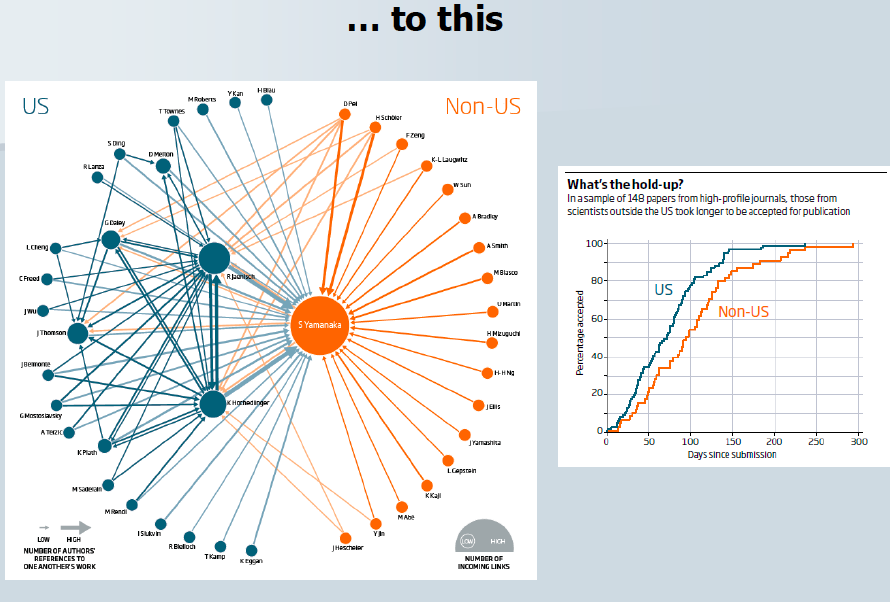 ... to this
US
Non-US
H Blau
Y Kan
M Roberts
T Townes
D Pei
H Schöler
F Zeng
S Ding
D Melton
R Lanza
K-L Laugwitz
W Sun
A Bradley
G Daley
L Cheng
A Smith
R Jaenisch
C Freed
M Blasco
J Wu
U Martin
S Yamanaka
J Thomson
H Mizuguchi
J Belmonte
H-H Ng
K Hochedlinger
J Ellis
G Mostoslavsky
A Terzic
J Yamashita
K Plath
L Gepstein
M Sadelain
K Kaji
M Rendl
M Abe
I Slukvin
Y Jin
R Blelloch
J Hescheler
T Kamp
K Eggan
LOW HIGH
NUMBER OF AUTHORS'
REFERENCES TO
ONE ANOTHER'S WORK
LOW HIGH
NUMBER OF
INCOMING LINKS
What's the hold-up?
In a sample of 148 papers from high-profile journals, those from
scientists outside the US took longer to be accepted for publication
Percentage accepted
100
80
60
40
20
0
US
Non-US
0 50 100 150 200 250 300
Days since submission